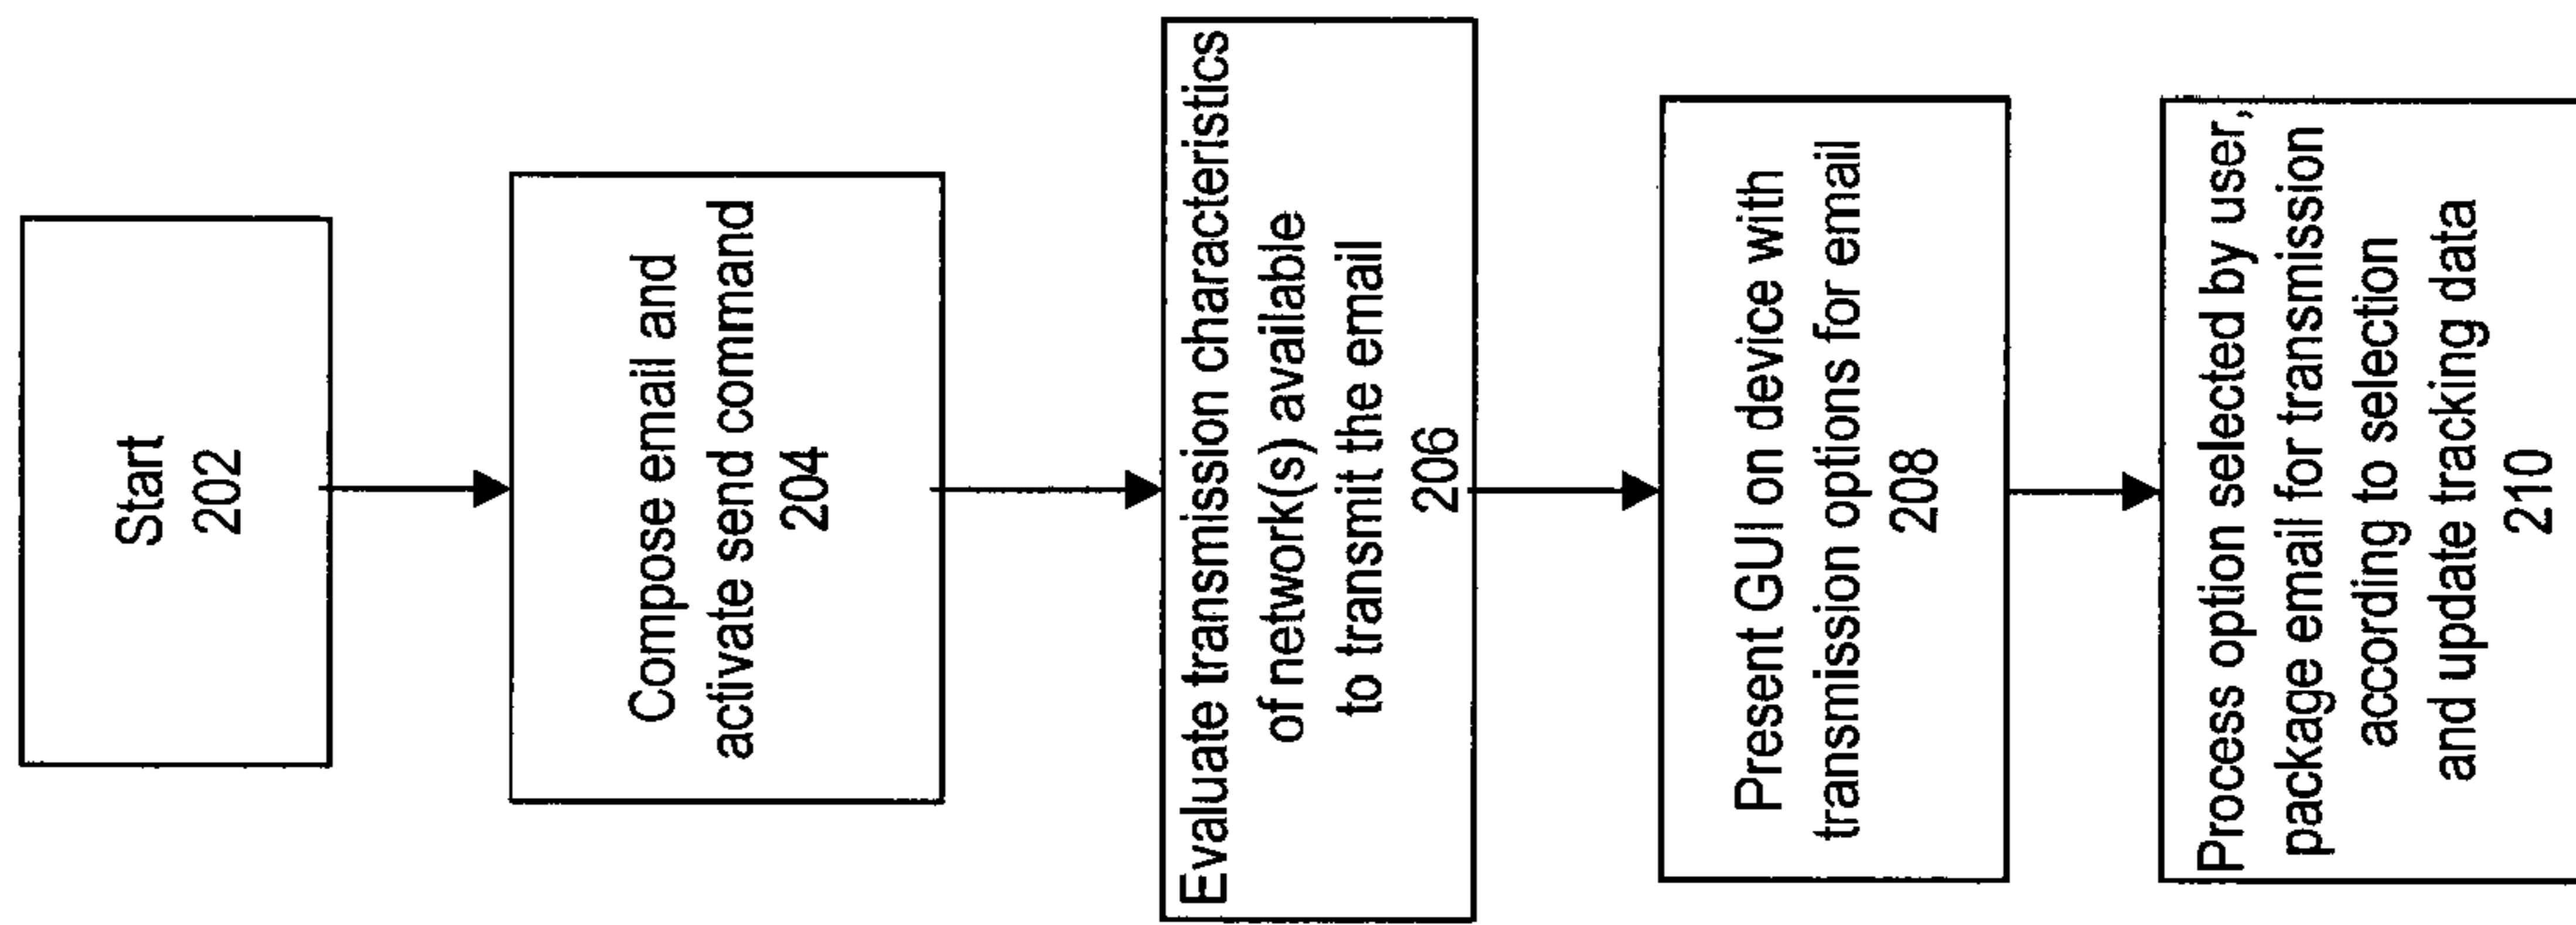 Start
202
Compose email and
activate send command
204
Evaluate transmission characteristics
of network(s) available
to transmit the email
206
Present GUI on device with
transmission options for email
208
Process option selected by user,
package email for transmission
according to selection
and update tracking data
210